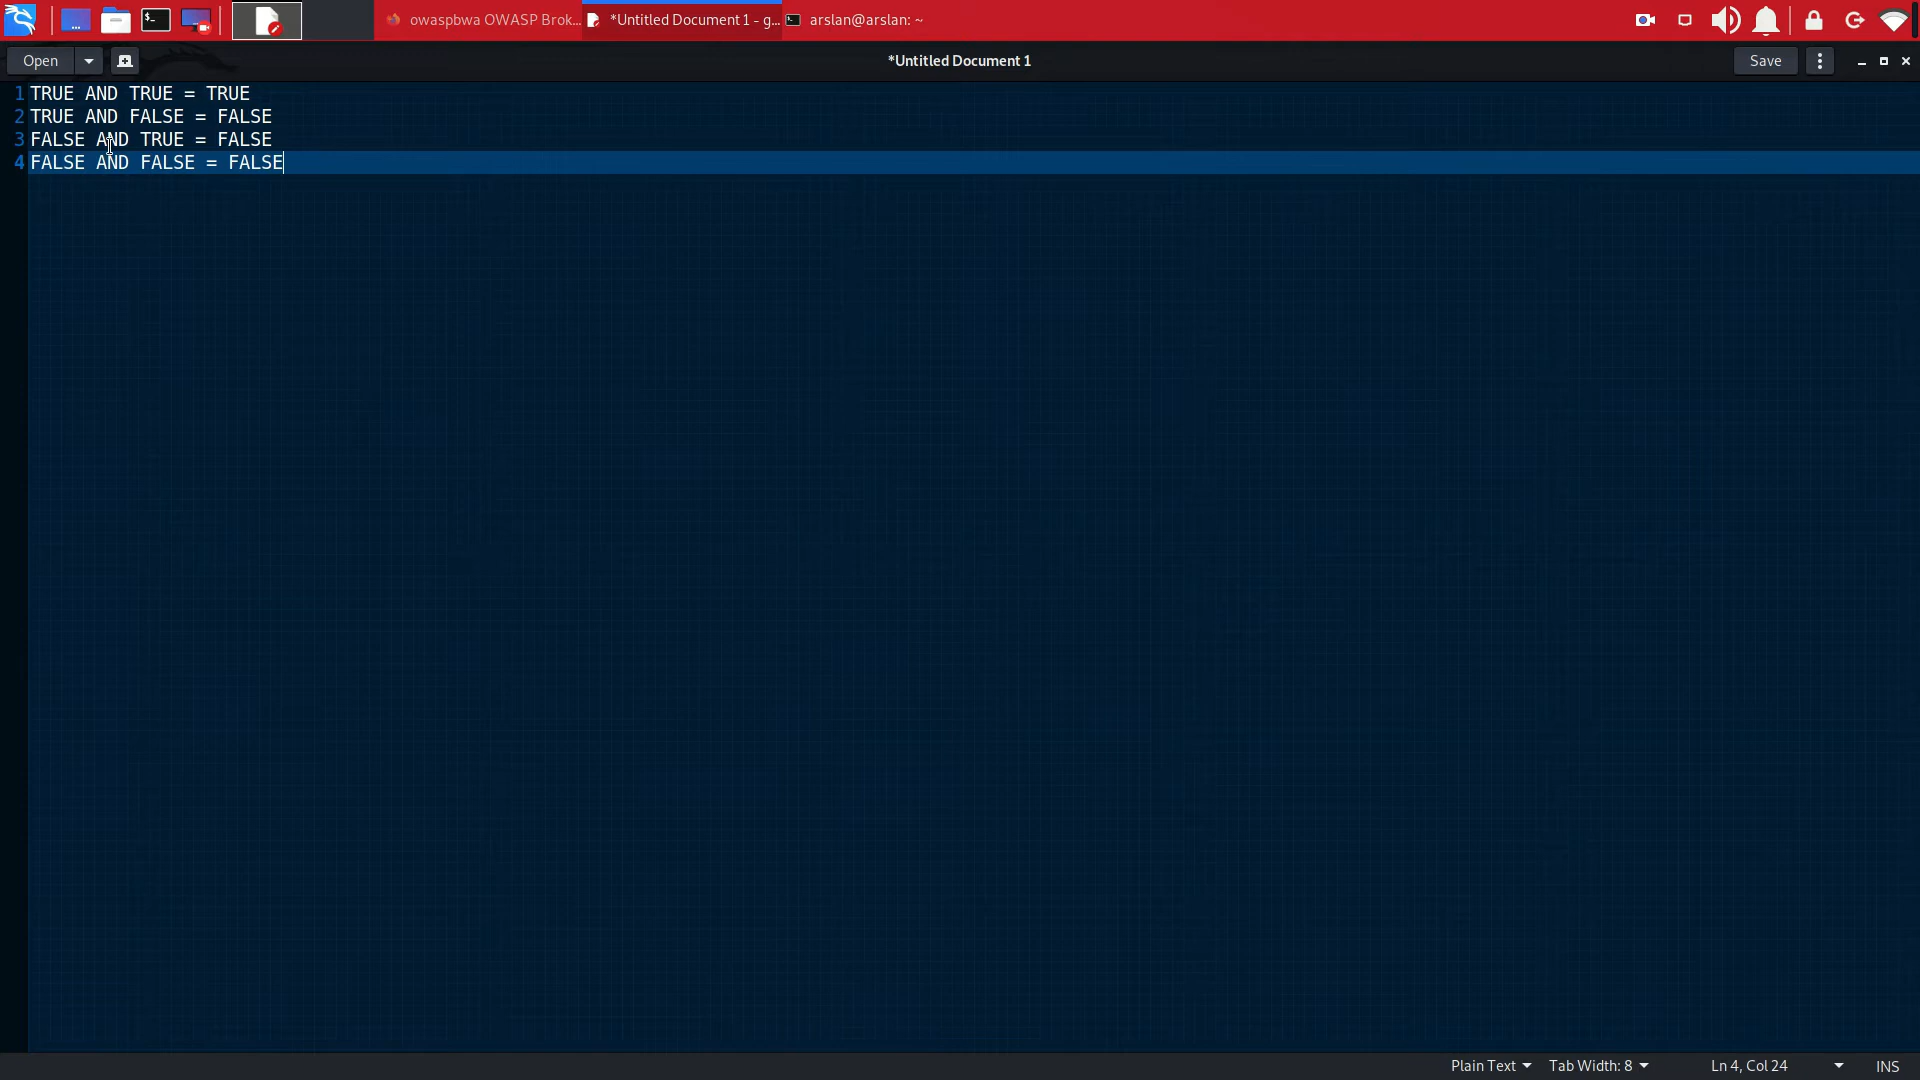 owaspbwa OWASP Brok... *Untitled Document 1 - g... arslan@arslan: ~
Open *Untitled Document 1 Save
1 TRUE AND TRUE = TRUE
2 TRUE AND FALSE = FALSE
3 FALSE AND TRUE = FALSE
4 FALSE AND FALSE = FALSE
Plain Text Tab Width: 8 Ln 4, Col 24 INS